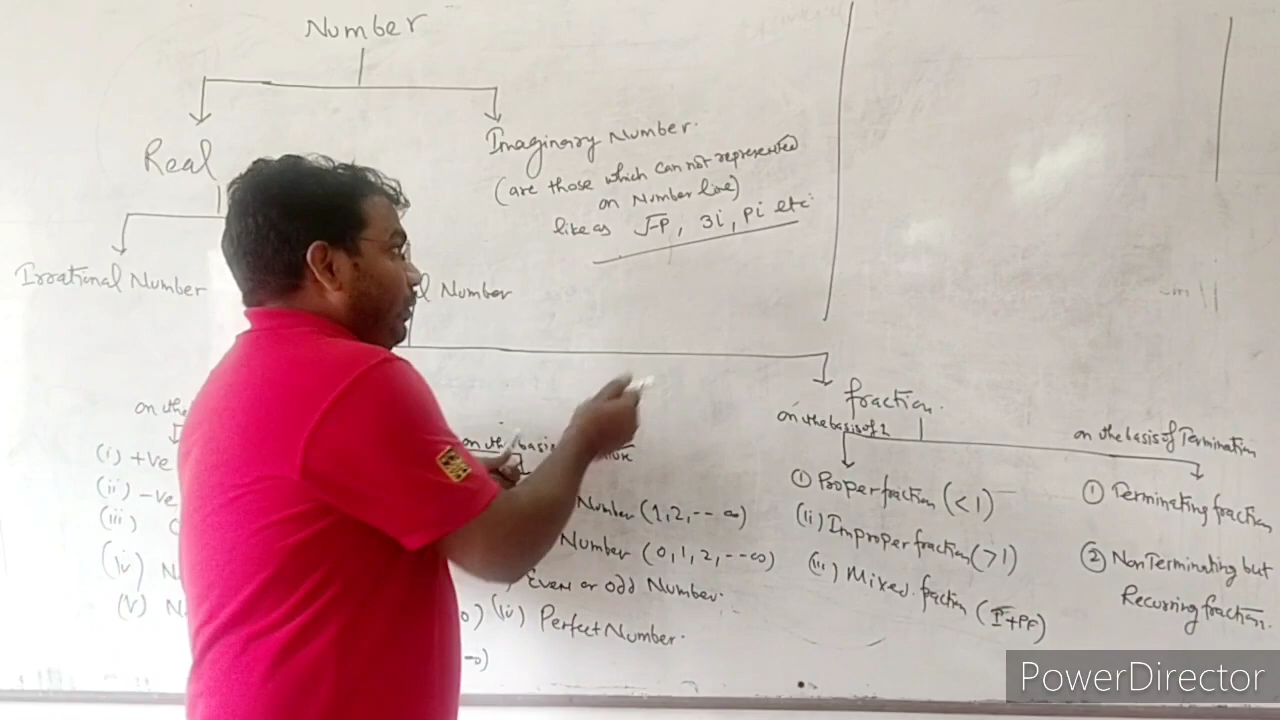 Number
Real
Imaginary Number.
(are those which can not represented
on Number line)
like as √-P, 3i, Pi etc.
Irrational Number
l Number
fraction.
on the basis of 1
on the basis of Termination
on the
on the basis
(i) +ve
(ii) -ve
(iii)
(iv)
(v)
Number (1, 2, -- ∞)
Number (0, 1, 2, -- ∞)
Even or odd Number.
(iv) Perfect Number.
① Proper fraction (< 1)
(ii) Improper fraction (> 1)
(iii) Mixed fraction (I + PF)
① Terminating fraction
② Non Terminating but
Recurring fraction.
PowerDirector